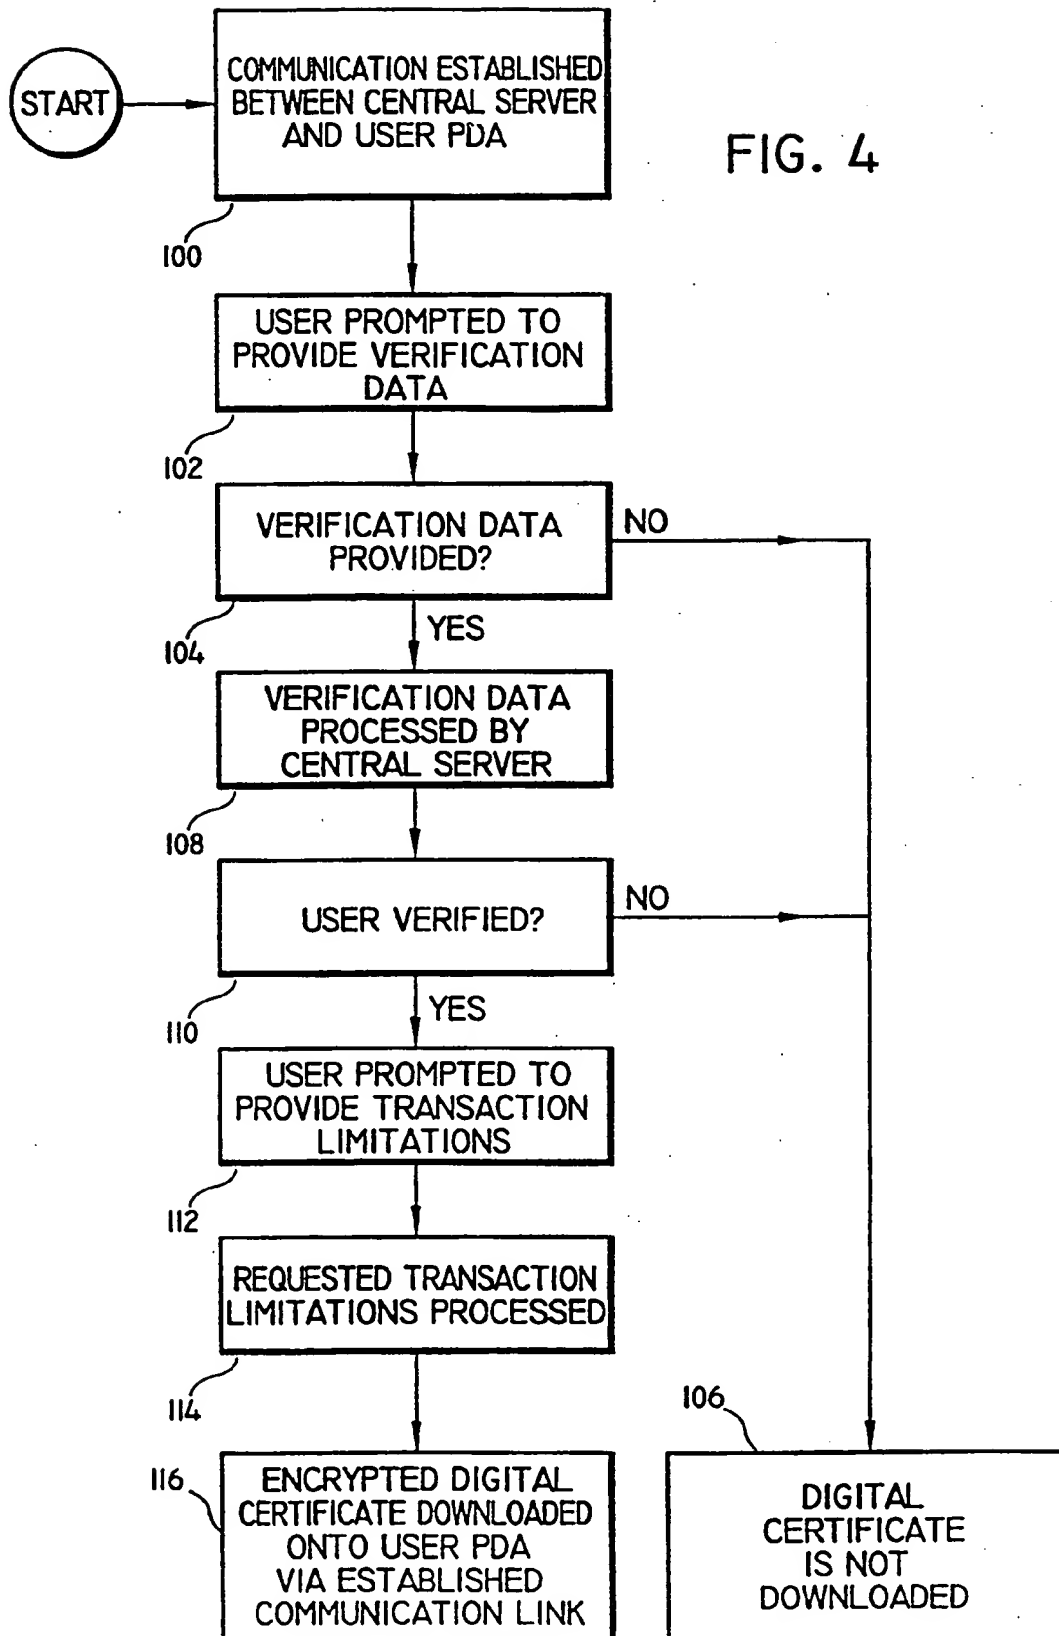 START
COMMUNICATION ESTABLISHED
BETWEEN CENTRAL SERVER
AND USER PDA
FIG. 4
100
USER PROMPTED TO
PROVIDE VERIFICATION
DATA
102
VERIFICATION DATA
PROVIDED?
NO
104
YES
VERIFICATION DATA
PROCESSED BY
CENTRAL SERVER
108
USER VERIFIED?
NO
110
YES
USER PROMPTED TO
PROVIDE TRANSACTION
LIMITATIONS
112
REQUESTED TRANSACTION
LIMITATIONS PROCESSED
114
116
ENCRYPTED DIGITAL
CERTIFICATE DOWNLOADED
ONTO USER PDA
VIA ESTABLISHED
COMMUNICATION LINK
106
DIGITAL
CERTIFICATE
IS NOT
DOWNLOADED